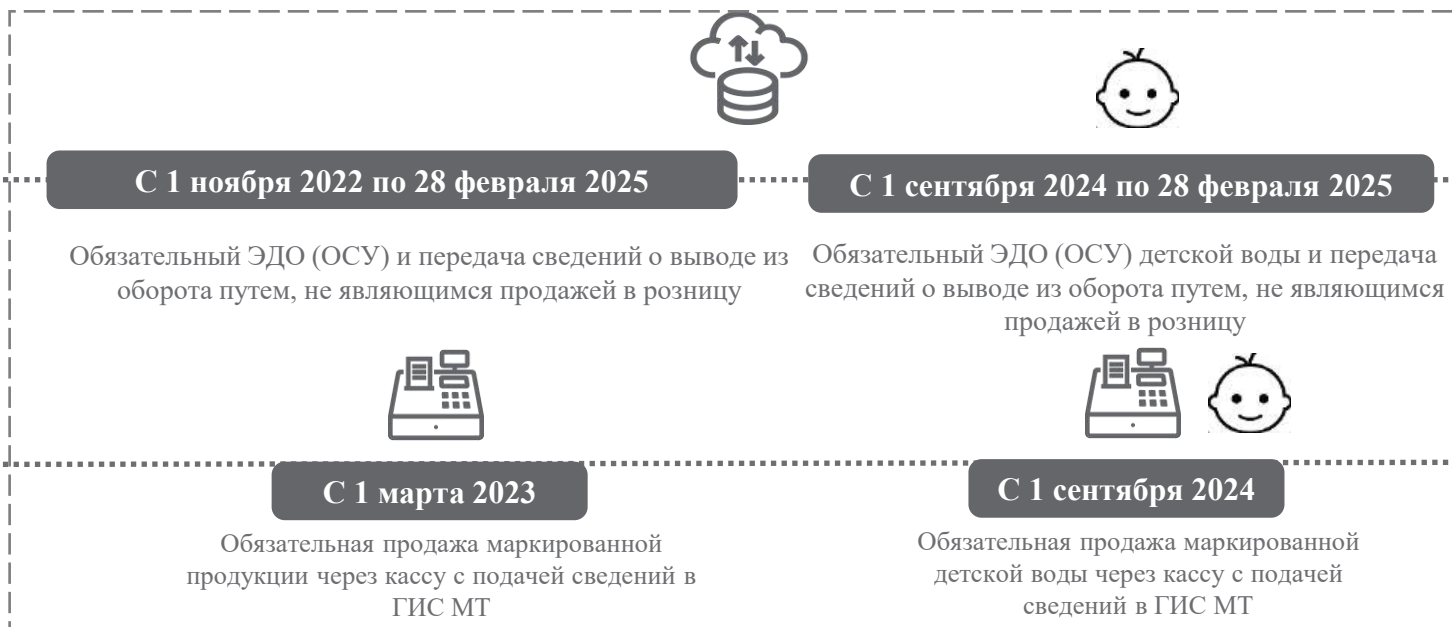 С 1 ноября 2022 по 28 февраля 2025
С 1 сентября 2024 по 28 февраля 2025
Обязательный ЭДО (ОСУ) и передача сведений о выводе из
оборота путем, не являющимся продажей в розницу
Обязательный ЭДО (ОСУ) детской воды и передача
сведений о выводе из оборота путем, не являющимся
продажей в розницу
С 1 марта 2023
С 1 сентября 2024
Обязательная продажа маркированной
продукции через кассу с подачей сведений в
ГИС МТ
Обязательная продажа маркированной
детской воды через кассу с подачей
сведений в ГИС МТ